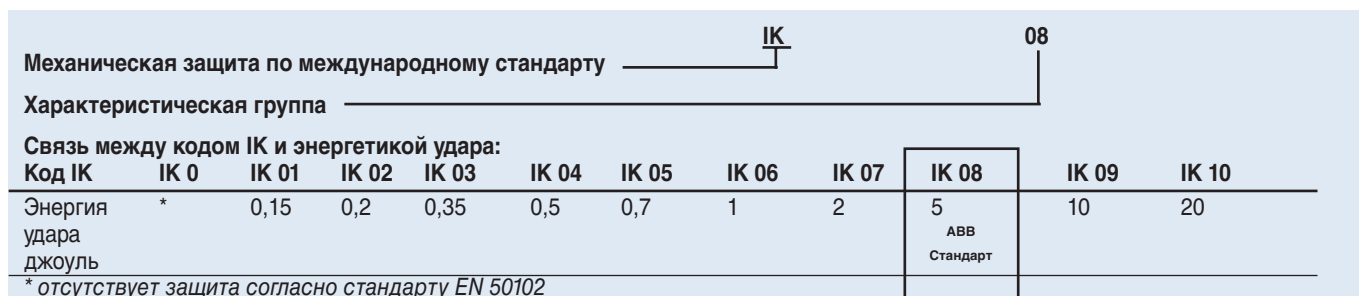 IK 08
Механическая защита по международному стандарту
Характеристическая группа
Связь между кодом IK и энергетикой удара:
Код IK IK 0 IK 01 IK 02 IK 03 IK 04 IK 05 IK 06 IK 07 IK 08 IK 09 IK 10
Энергия * 0,15 0,2 0,35 0,5 0,7 1 2 5 10 20
удара ABB
джоуль Стандарт
* отсутствует защита согласно стандарту EN 50102